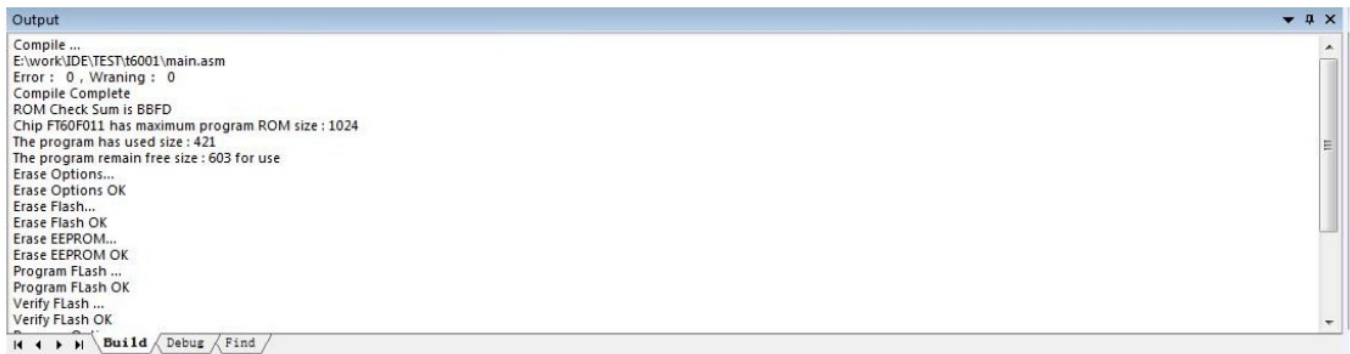 Output
Compile ...
E:\work\IDE\TEST\t6001\main.asm
Error :   0 , Wraning :   0
Compile Complete
ROM Check Sum is BBFD
Chip FT60F011 has maximum program ROM size : 1024
The program has used size : 421
The program remain free size : 603 for use
Erase Options...
Erase Options OK
Erase Flash...
Erase Flash OK
Erase EEPROM...
Erase EEPROM OK
Program FLash ...
Program FLash OK
Verify FLash ...
Verify FLash OK
Build Debug Find